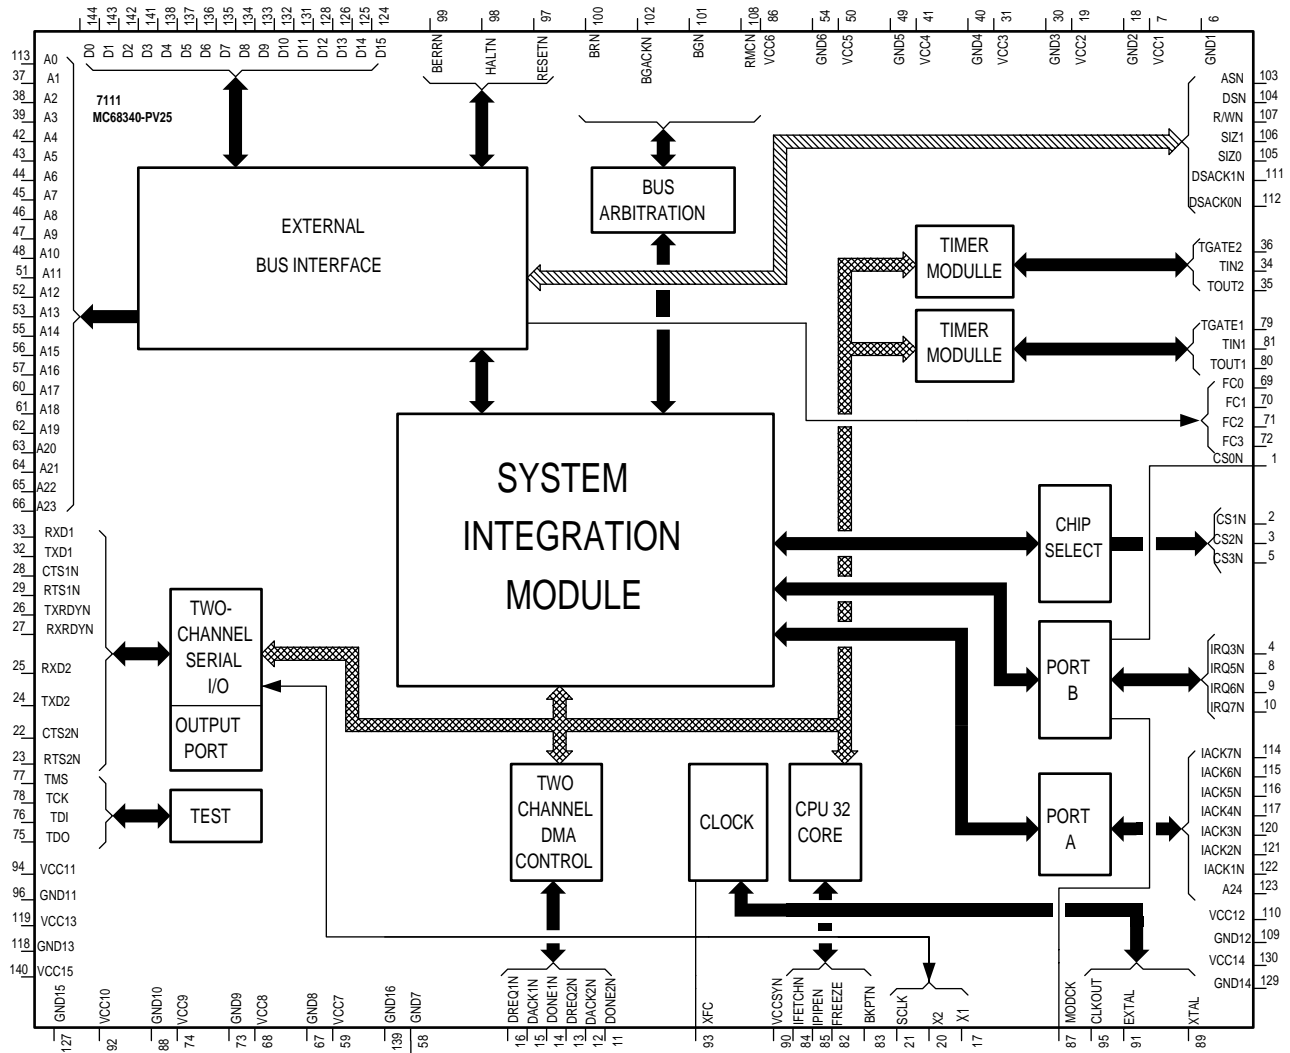 144 143 142 141 138 137 136 135 134 133 132 131 128 126 125 124
D0 D1 D2 D3 D4 D5 D6 D7 D8 D9 D10 D11 D12 D13 D14 D15
99 98 97
BERRN HALTN RESETN
100 102 101 108
BRN BGACKN BGN RMCN
86 54 50 49 41 40 31 30 19 18 7 6
VCC6 GND6 VCC5 GND5 VCC4 GND4 VCC3 GND3 VCC2 GND2 VCC1 GND1
7111
MC68340-PV25
113 A0
37 A1
38 A2
39 A3
42 A4
43 A5
44 A6
45 A7
46 A8
47 A9
48 A10
51 A11
52 A12
53 A13
55 A14
56 A15
57 A16
60 A17
61 A18
62 A19
63 A20
64 A21
65 A22
66 A23
33 RXD1
32 TXD1
28 CTS1N
29 RTS1N
26 TXRDYN
27 RXRDYN
25 RXD2
24 TXD2
22 CTS2N
23 RTS2N
77 TMS
78 TCK
76 TDI
75 TDO
94 VCC11
96 GND11
119 VCC13
118 GND13
140 VCC15
EXTERNAL
BUS INTERFACE
BUS
ARBITRATION
TIMER
MODULLE
TIMER
MODULLE
SYSTEM
INTEGRATION
MODULE
CHIP
SELECT
PORT
B
PORT
A
TWO-
CHANNEL
SERIAL
I/O
OUTPUT
PORT
TEST
TWO
CHANNEL
DMA
CONTROL
CLOCK
CPU 32
CORE
ASN 103
DSN 104
R/WN 107
SIZ1 106
SIZ0 105
DSACK1N 111
DSACK0N 112
TGATE2 36
TIN2 34
TOUT2 35
TGATE1 79
TIN1 81
TOUT1 80
FC0 69
FC1 70
FC2 71
FC3 72
CS0N 1
CS1N 2
CS2N 3
CS3N 5
IRQ3N 4
IRQ5N 8
IRQ6N 9
IRQ7N 10
IACK7N 114
IACK6N 115
IACK5N 116
IACK4N 117
IACK3N 120
IACK2N 121
IACK1N 122
A24 123
VCC12 110
GND12 109
VCC14 130
GND14 129
GND15 VCC10 GND10 VCC9 GND9 VCC8 GND8 VCC7 GND16 GND7
127 92 88 74 73 68 67 59 139 58
DREQ1N DACK1N DONE1N DREQ2N DACK2N DONE2N
16 15 14 13 12 11
XFC VCCSYN IFETCHN IPIPEN FREEZE BKPTN
93 90 84 85 82 83
SCLK X2 X1
21 20 17
MODCK CLKOUT EXTAL XTAL
87 95 91 89